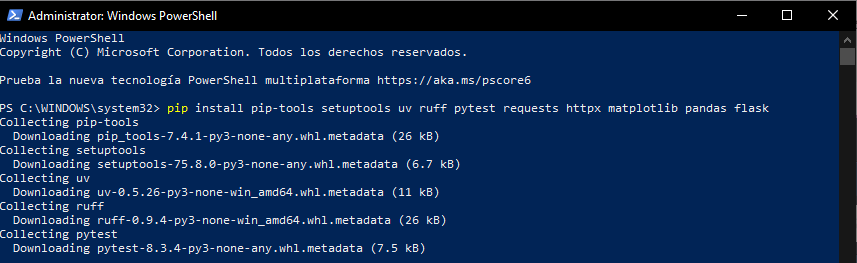 Administrator: Windows PowerShell
Windows PowerShell
Copyright (C) Microsoft Corporation. Todos los derechos reservados.
Prueba la nueva tecnología PowerShell multiplataforma https://aka.ms/pscore6
PS C:\WINDOWS\system32> pip install pip-tools setuptools uv ruff pytest requests httpx matplotlib pandas flask
Collecting pip-tools
  Downloading pip_tools-7.4.1-py3-none-any.whl.metadata (26 kB)
Collecting setuptools
  Downloading setuptools-75.8.0-py3-none-any.whl.metadata (6.7 kB)
Collecting uv
  Downloading uv-0.5.26-py3-none-win_amd64.whl.metadata (11 kB)
Collecting ruff
  Downloading ruff-0.9.4-py3-none-win_amd64.whl.metadata (26 kB)
Collecting pytest
  Downloading pytest-8.3.4-py3-none-any.whl.metadata (7.5 kB)